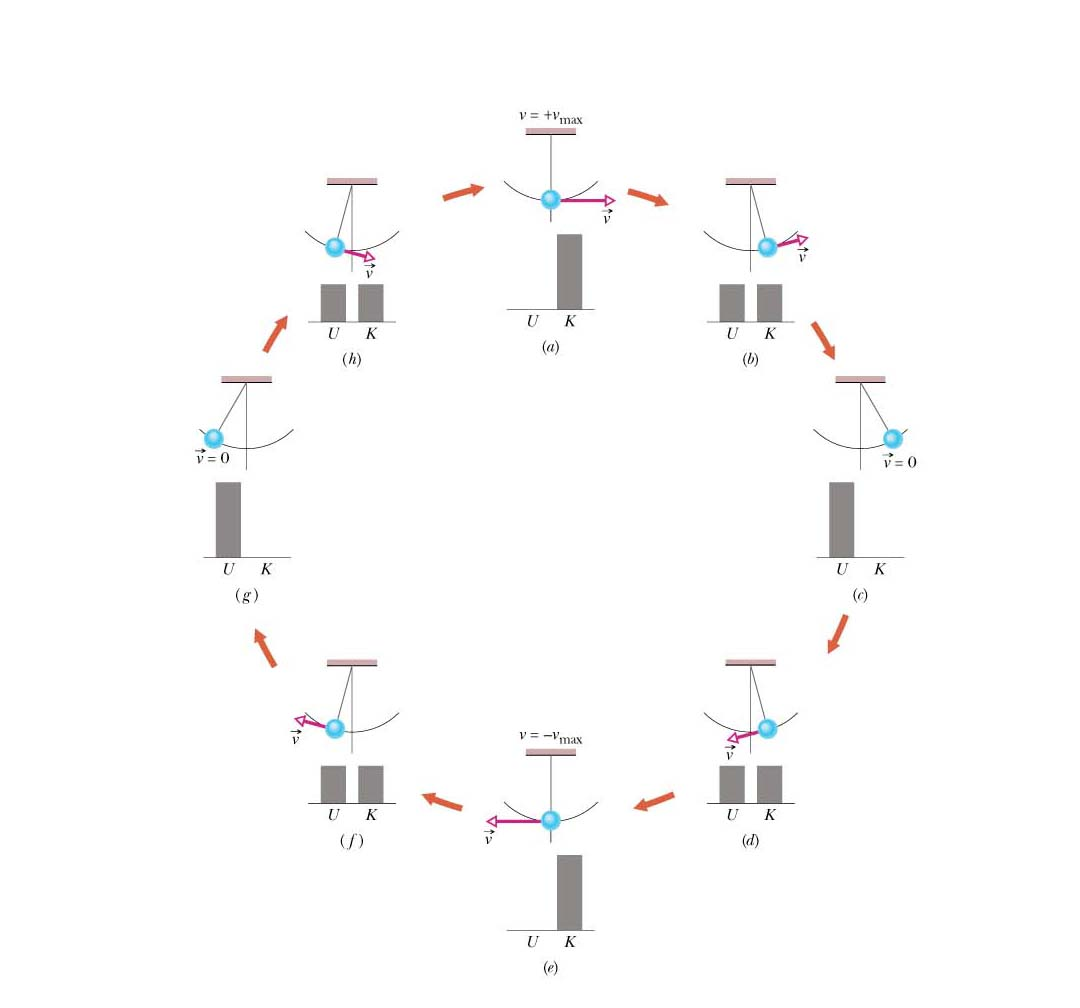 v = +vmax
v
U K
(a)
v
U K
(b)
v = 0
U K
(c)
v
U K
(d)
v = −vmax
v
U K
(e)
v
U K
(f)
v = 0
U K
(g)
v
U K
(h)